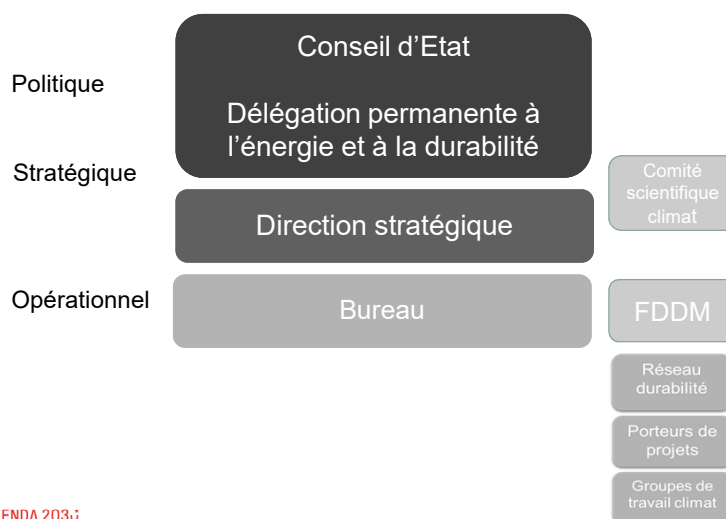 Politique
Conseil d'Etat
Délégation permanente à
l'énergie et à la durabilité
Stratégique
Comité
scientifique
climat
Direction stratégique
Opérationnel
Bureau
FDDM
Réseau
durabilité
Porteurs de
projets
Groupes de
travail climat